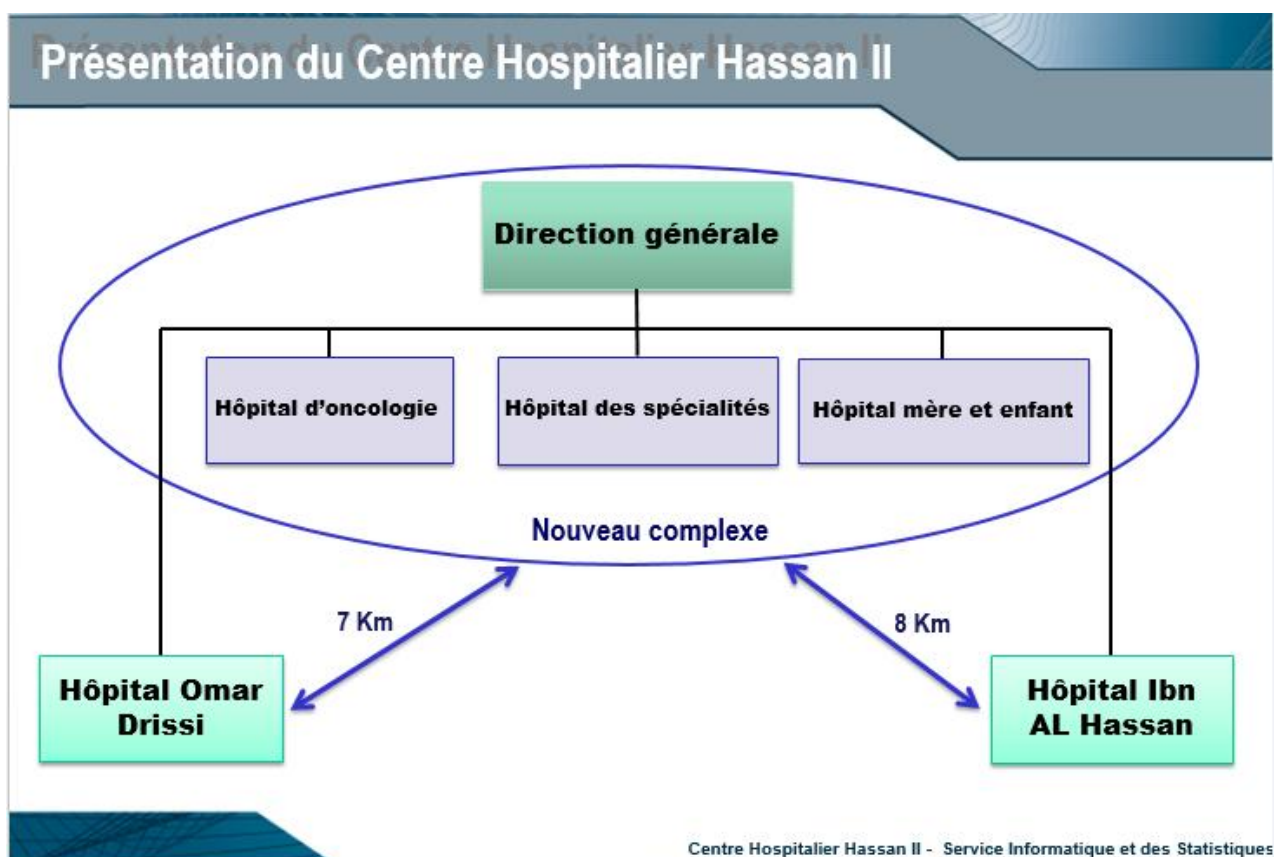 Présentation du Centre Hospitalier Hassan II
Direction générale
Hôpital d'oncologie
Hôpital des spécialités
Hôpital mère et enfant
Nouveau complexe
7 Km
8 Km
Hôpital Omar
Drissi
Hôpital Ibn
AL Hassan
Centre Hospitalier Hassan II - Service Informatique et des Statistiques